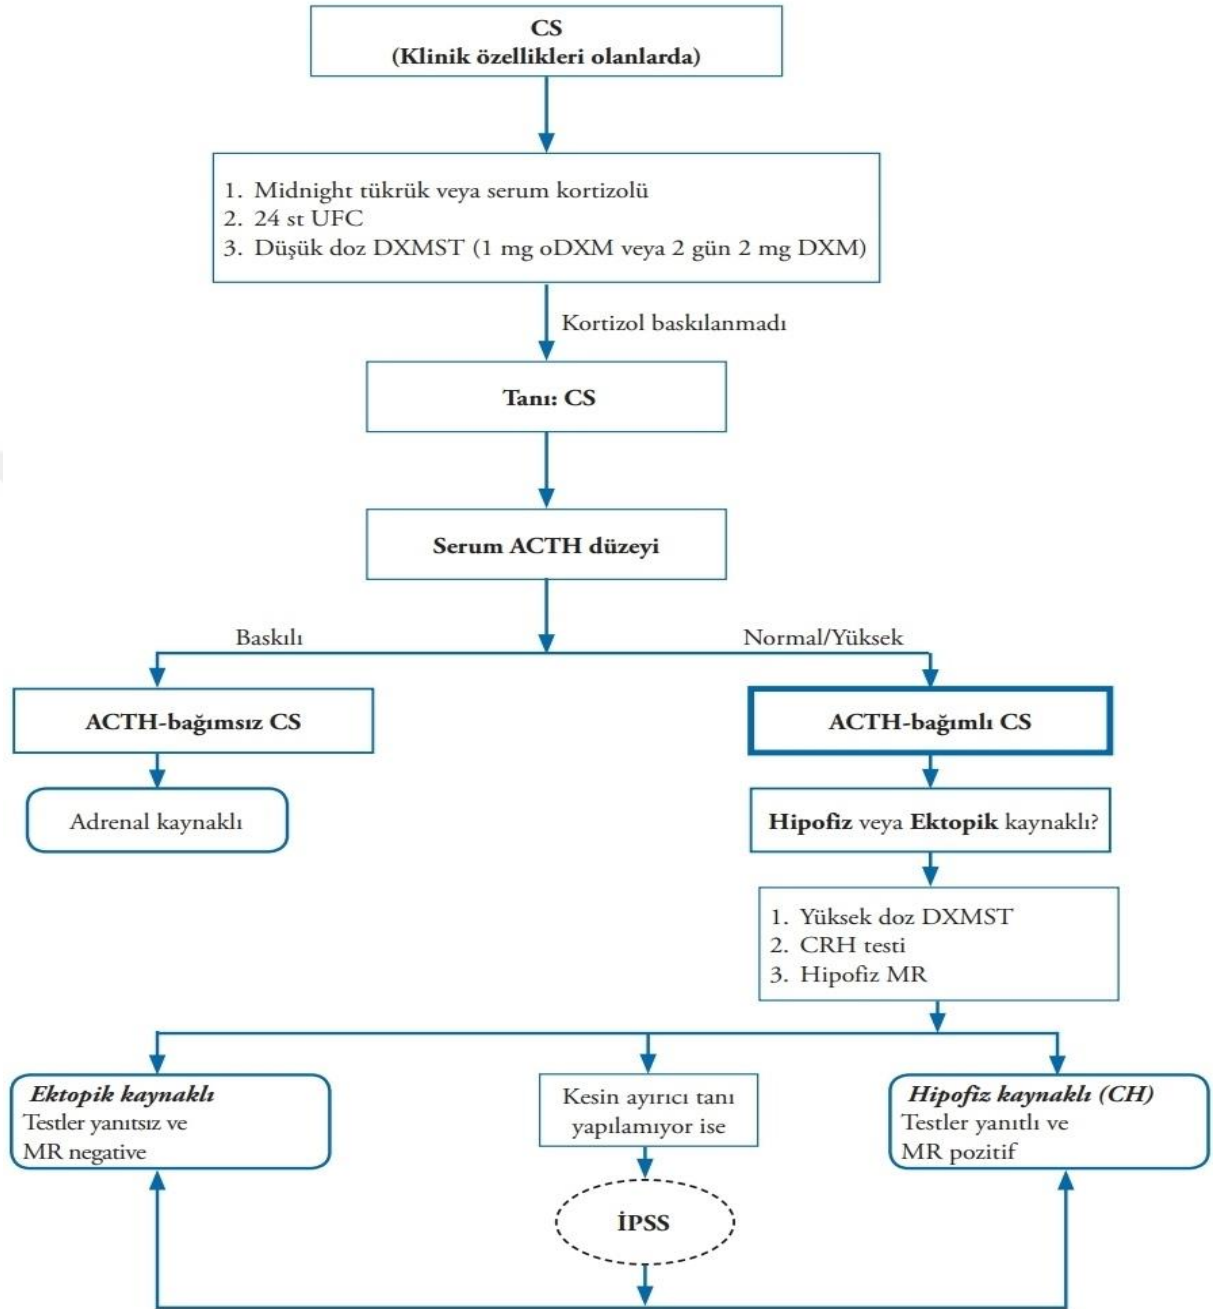 CS
(Klinik özellikleri olanlarda)
1. Midnight tükrük veya serum kortizolü
2. 24 st UFC
3. Düşük doz DXMST (1 mg oDXM veya 2 gün 2 mg DXM)
Kortizol baskılanmadı
Tanı: CS
Serum ACTH düzeyi
Baskılı
Normal/Yüksek
ACTH-bağımsız CS
ACTH-bağımlı CS
Adrenal kaynaklı
Hipofiz veya Ektopik kaynaklı?
1. Yüksek doz DXMST
2. CRH testi
3. Hipofiz MR
Ektopik kaynaklı
Testler yanıtsız ve
MR negative
Kesin ayırıcı tanı
yapılamıyor ise
Hipofiz kaynaklı (CH)
Testler yanıtlı ve
MR pozitif
İPSS